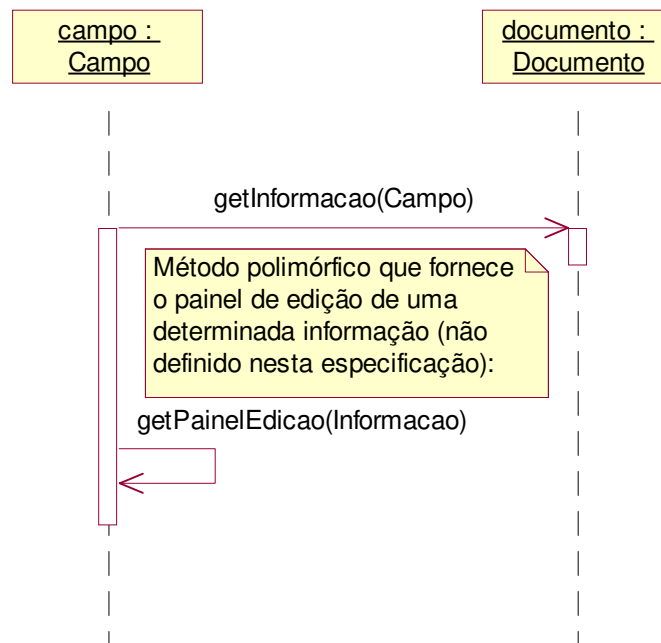 campo :
Campo
documento :
Documento
getInformacao(Campo)
Método polimórfico que fornece
o painel de edição de uma
determinada informação (não
definido nesta especificação):
getPainelEdicao(Informacao)